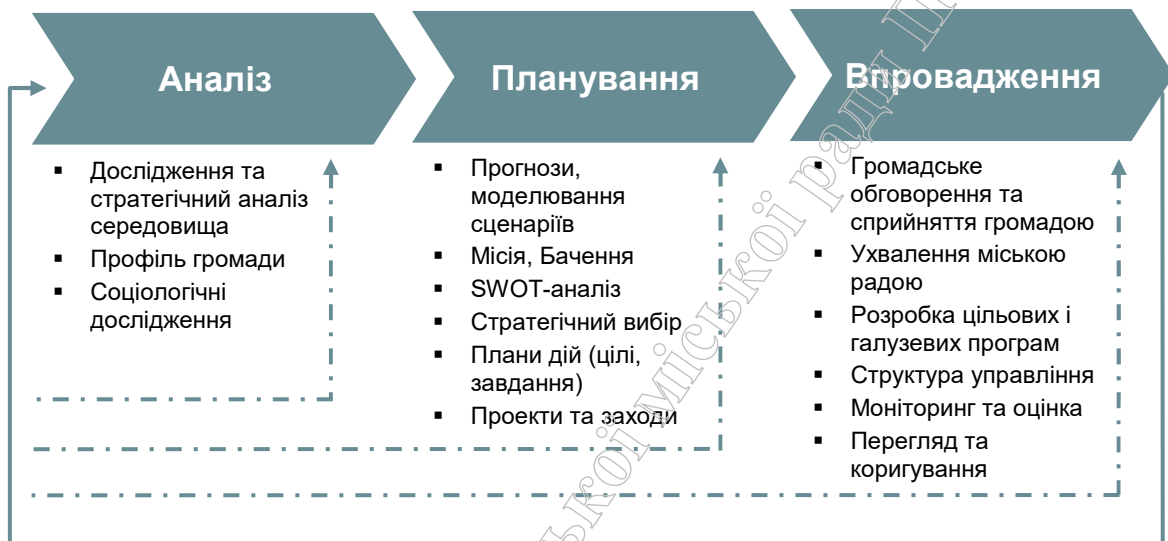 Аналіз
Планування
Впровадження
▪ Дослідження та
стратегічний аналіз
середовища
▪ Профіль громади
▪ Соціологічні
дослідження
▪ Прогнози,
моделювання
сценаріїв
▪ Місія, Бачення
▪ SWOT-аналіз
▪ Стратегічний вибір
▪ Плани дій (цілі,
завдання)
▪ Проекти та заходи
▪ Громадське
обговорення та
сприйняття громадою
▪ Ухвалення міською
радою
▪ Розробка цільових і
галузевих програм
▪ Структура управління
▪ Моніторинг та оцінка
▪ Перегляд та
коригування
міської ради